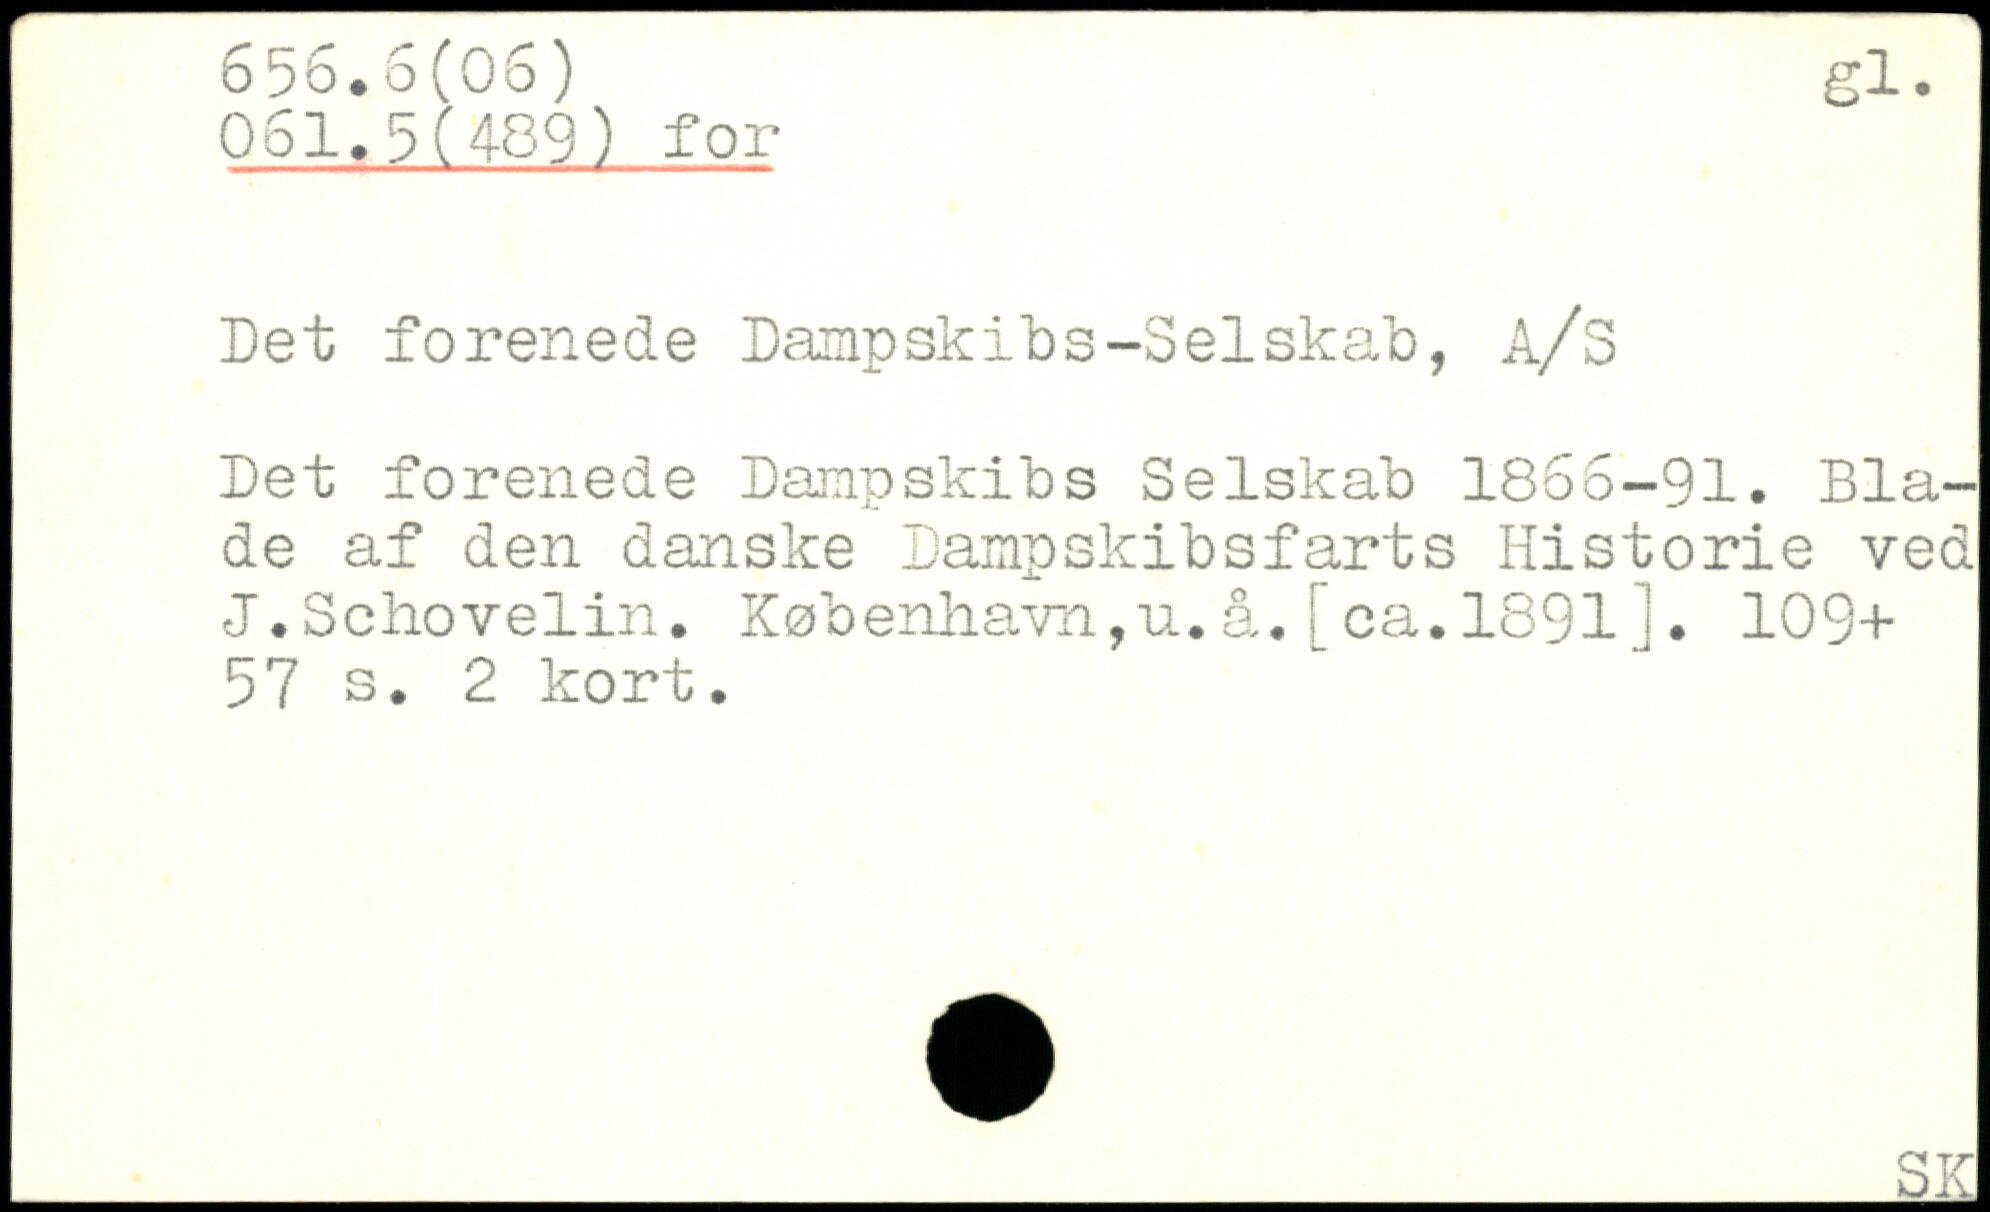 656.6(06) gl.
061.5(489) for
Det forenede Dampskibs-Selskab, A/S
Det forenede Dampskibs Selskab 1866-91. Bla-
de af den danske Dampskibsfarts Historie ved
J.Schovelin. København,u.å.[ca.1891]. 109+
57 s. 2 kort.
SK